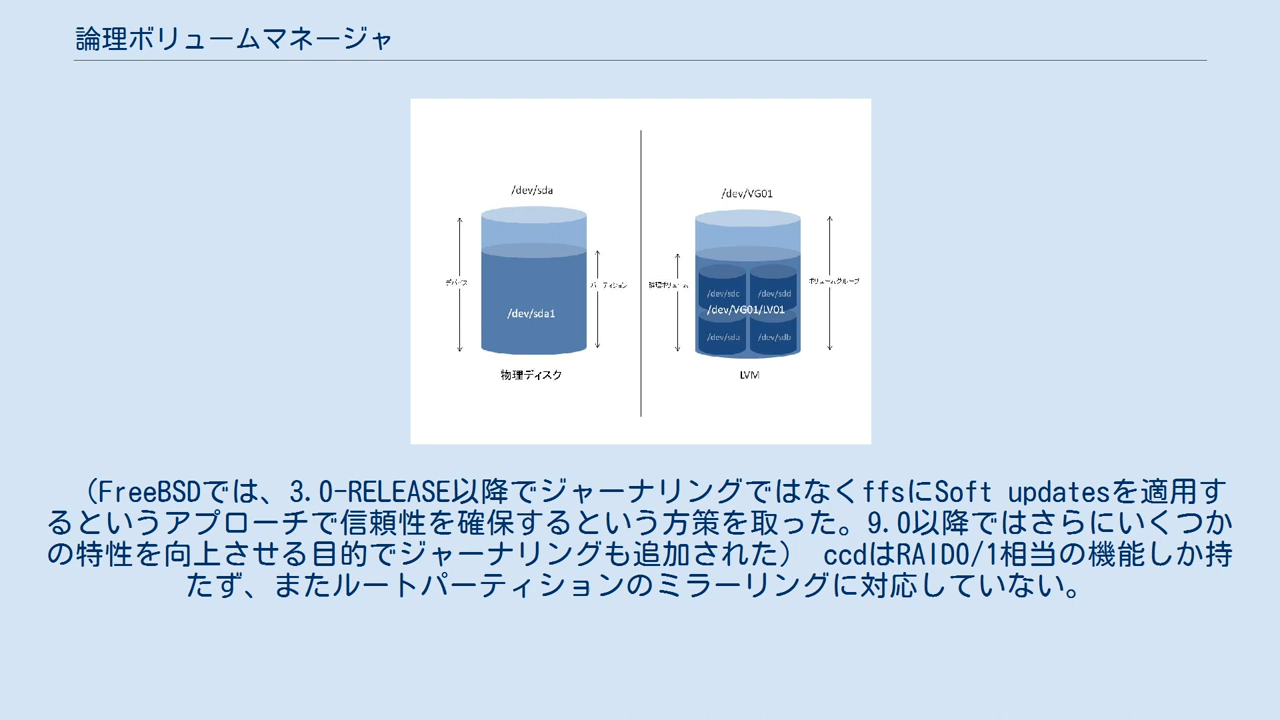 論理ボリュームマネージャ
/dev/sda
デバイス
パーティション
/dev/sda1
物理ディスク
/dev/VG01
論理ボリューム
ボリュームグループ
/dev/sdc
/dev/sdd
/dev/VG01/LV01
/dev/sda
/dev/sdb
LVM
(FreeBSDでは、3.0-RELEASE以降でジャーナリングではなくffsにSoft updatesを適用す
るというアプローチで信頼性を確保するという方策を取った。9.0以降ではさらにいくつか
の特性を向上させる目的でジャーナリングも追加された) ccdはRAID0/1相当の機能しか持
たず、またルートパーティションのミラーリングに対応していない。